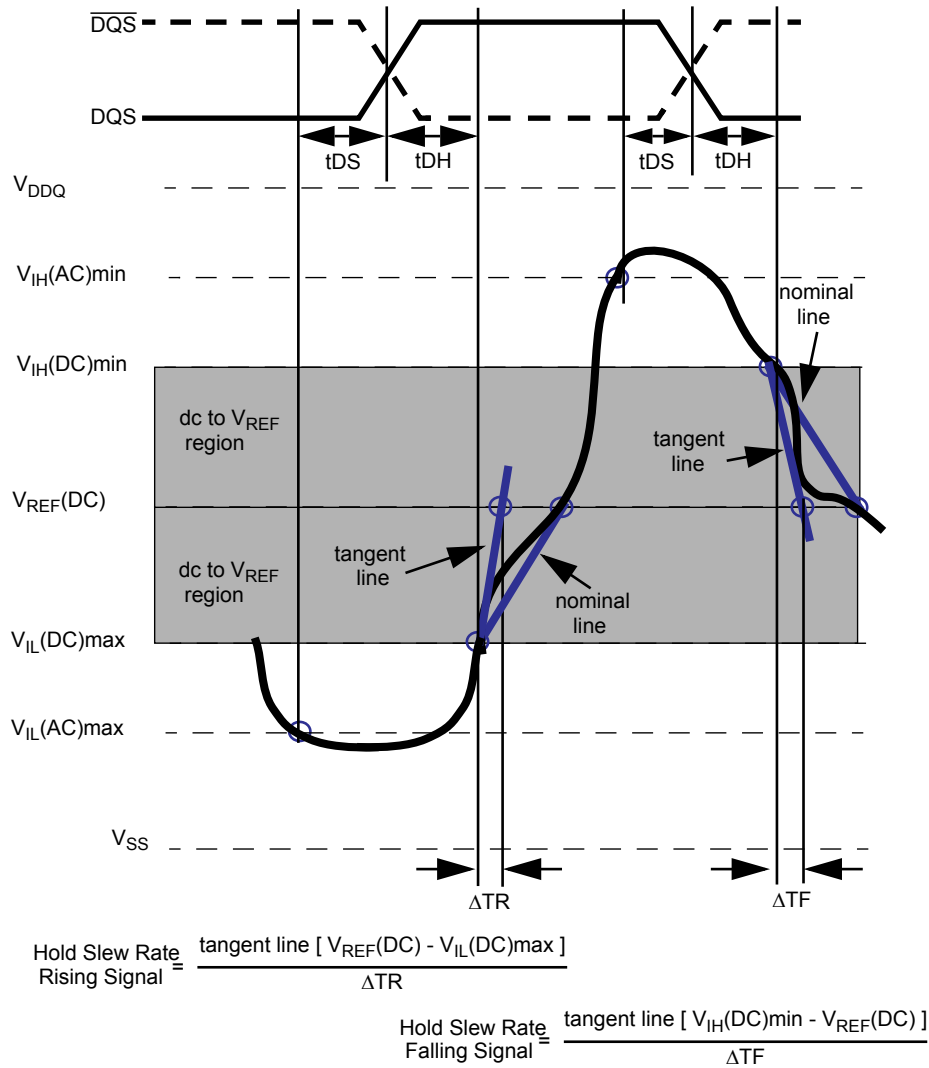 DQS
DQS
tDS tDH tDS tDH
VDDQ
VIH(AC)min
nominal
line
VIH(DC)min
dc to VREF
region
tangent
line
VREF(DC)
tangent
line
dc to VREF
region
nominal
line
VIL(DC)max
VIL(AC)max
VSS
ΔTR ΔTF
Hold Slew Rate
Rising Signal
=
tangent line [ VREF(DC) - VIL(DC)max ]
ΔTR
Hold Slew Rate
Falling Signal
=
tangent line [ VIH(DC)min - VREF(DC) ]
ΔTF